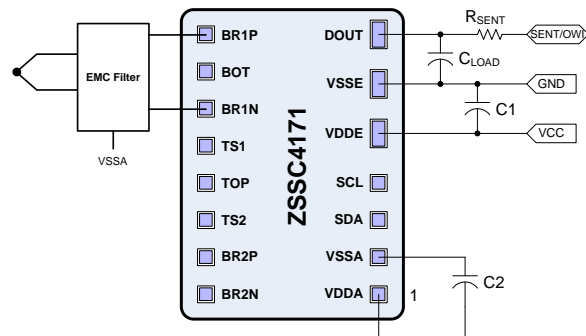 BR1P
DOUT
RSENT
SENT/OWI
BOT
CLOAD
EMC Filter
VSSE
GND
BR1N
C1
VSSA
TS1
VDDE
VCC
ZSSC4171
TOP
SCL
TS2
SDA
BR2P
VSSA
C2
BR2N
VDDA
1